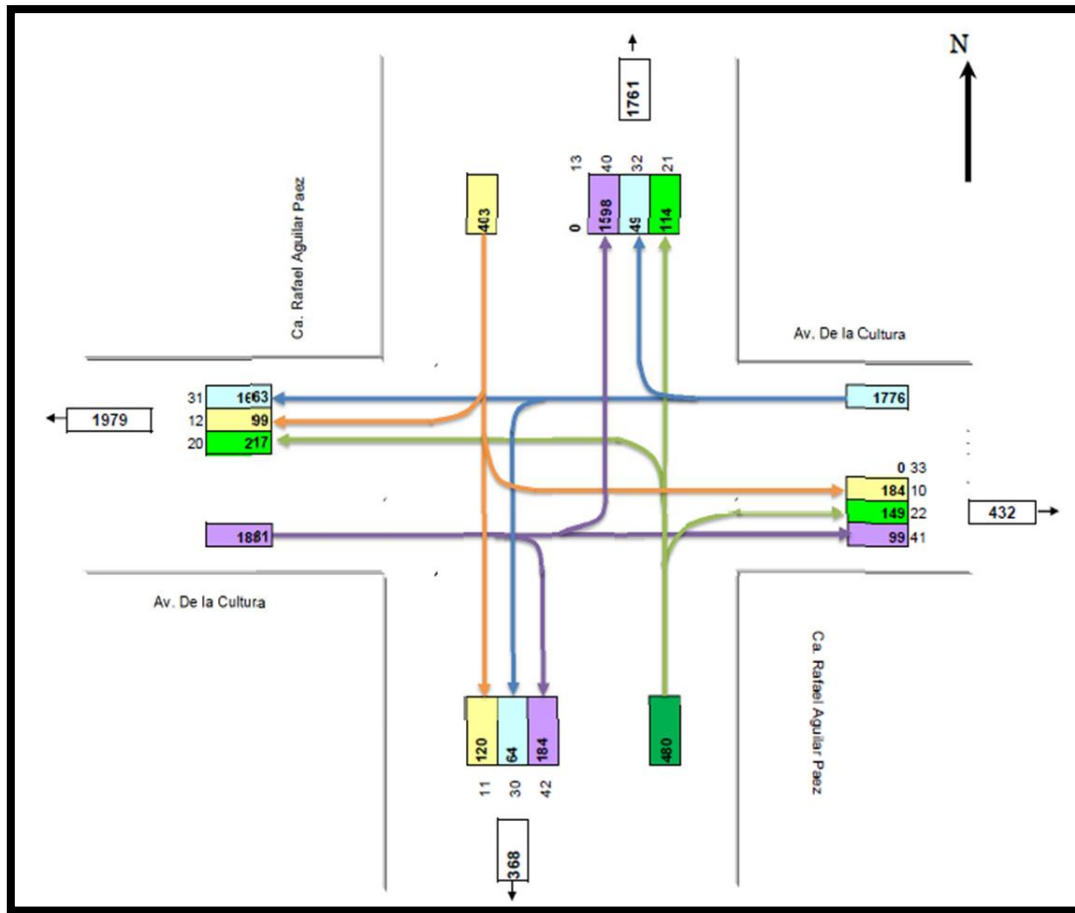 N
1761
13 40 32 21
403
0 1598 49 114
Ca. Rafael Aguilar Paez
Av. De la Cultura
31 1663
1776
1979
12 99
20 217
0 33
184 10
432
149 22
1881
99 41
Av. De la Cultura
Ca. Rafael Aguilar Paez
120 64 184
480
11 30 42
368